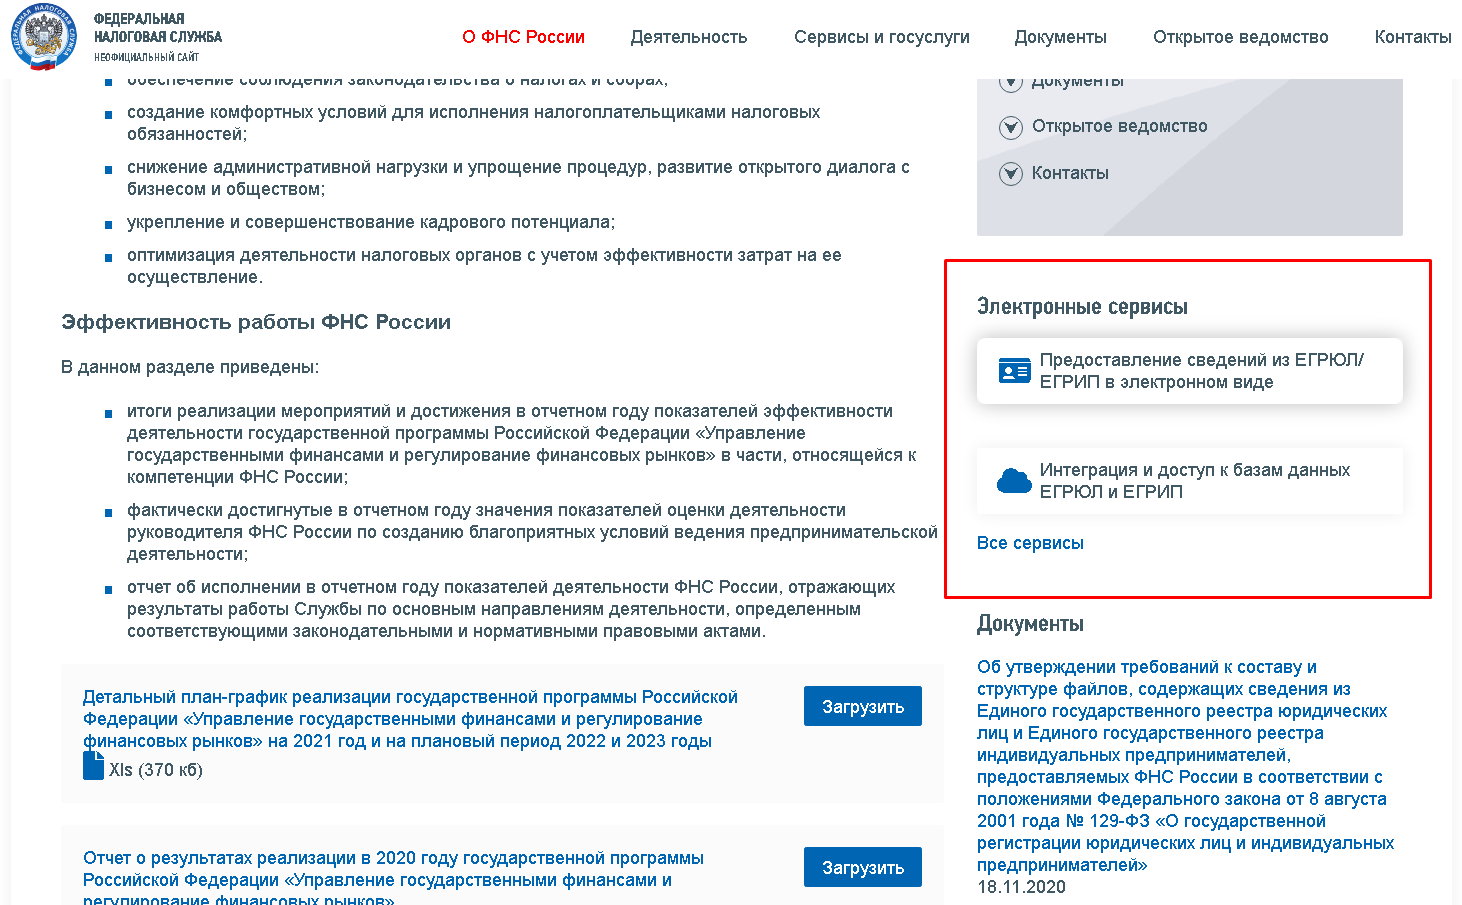 ФЕДЕРАЛЬНАЯ
НАЛОГОВАЯ СЛУЖБА
НЕОФИЦИАЛЬНЫЙ САЙТ
О ФНС России
Деятельность
Сервисы и госуслуги
Документы
Открытое ведомство
Контакты
обеспечение соблюдения законодательства о налогах и сборах;
создание комфортных условий для исполнения налогоплательщиками налоговых
обязанностей;
снижение административной нагрузки и упрощение процедур, развитие открытого диалога с
бизнесом и обществом;
укрепление и совершенствование кадрового потенциала;
оптимизация деятельности налоговых органов с учетом эффективности затрат на ее
осуществление.
Эффективность работы ФНС России
В данном разделе приведены:
итоги реализации мероприятий и достижения в отчетном году показателей эффективности
деятельности государственной программы Российской Федерации «Управление
государственными финансами и регулирование финансовых рынков» в части, относящейся к
компетенции ФНС России;
фактически достигнутые в отчетном году значения показателей оценки деятельности
руководителя ФНС России по созданию благоприятных условий ведения предпринимательской
деятельности;
отчет об исполнении в отчетном году показателей деятельности ФНС России, отражающих
результаты работы Службы по основным направлениям деятельности, определенным
соответствующими законодательными и нормативными правовыми актами.
Детальный план-график реализации государственной программы Российской
Федерации «Управление государственными финансами и регулирование
финансовых рынков» на 2021 год и на плановый период 2022 и 2023 годы
Xls (370 кб)
Загрузить
Отчет о результатах реализации в 2020 году государственной программы
Российской Федерации «Управление государственными финансами и
регулирование финансовых рынков»
Загрузить
Документы
Открытое ведомство
Контакты
Электронные сервисы
Предоставление сведений из ЕГРЮЛ/
ЕГРИП в электронном виде
Интеграция и доступ к базам данных
ЕГРЮЛ и ЕГРИП
Все сервисы
Документы
Об утверждении требований к составу и
структуре файлов, содержащих сведения из
Единого государственного реестра юридических
лиц и Единого государственного реестра
индивидуальных предпринимателей,
предоставляемых ФНС России в соответствии с
положениями Федерального закона от 8 августа
2001 года № 129-ФЗ «О государственной
регистрации юридических лиц и индивидуальных
предпринимателей»
18.11.2020